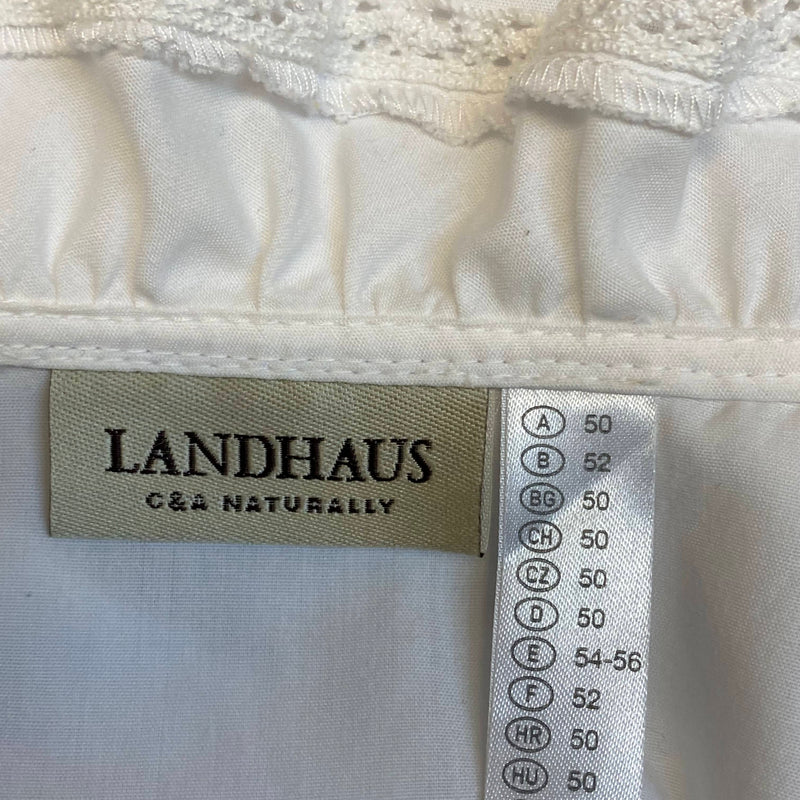 LANDHAUS
C&A NATURALLY
A 50
B 52
BG 50
CH 50
CZ 50
D 50
E 54-56
F 52
HR 50
HU 50